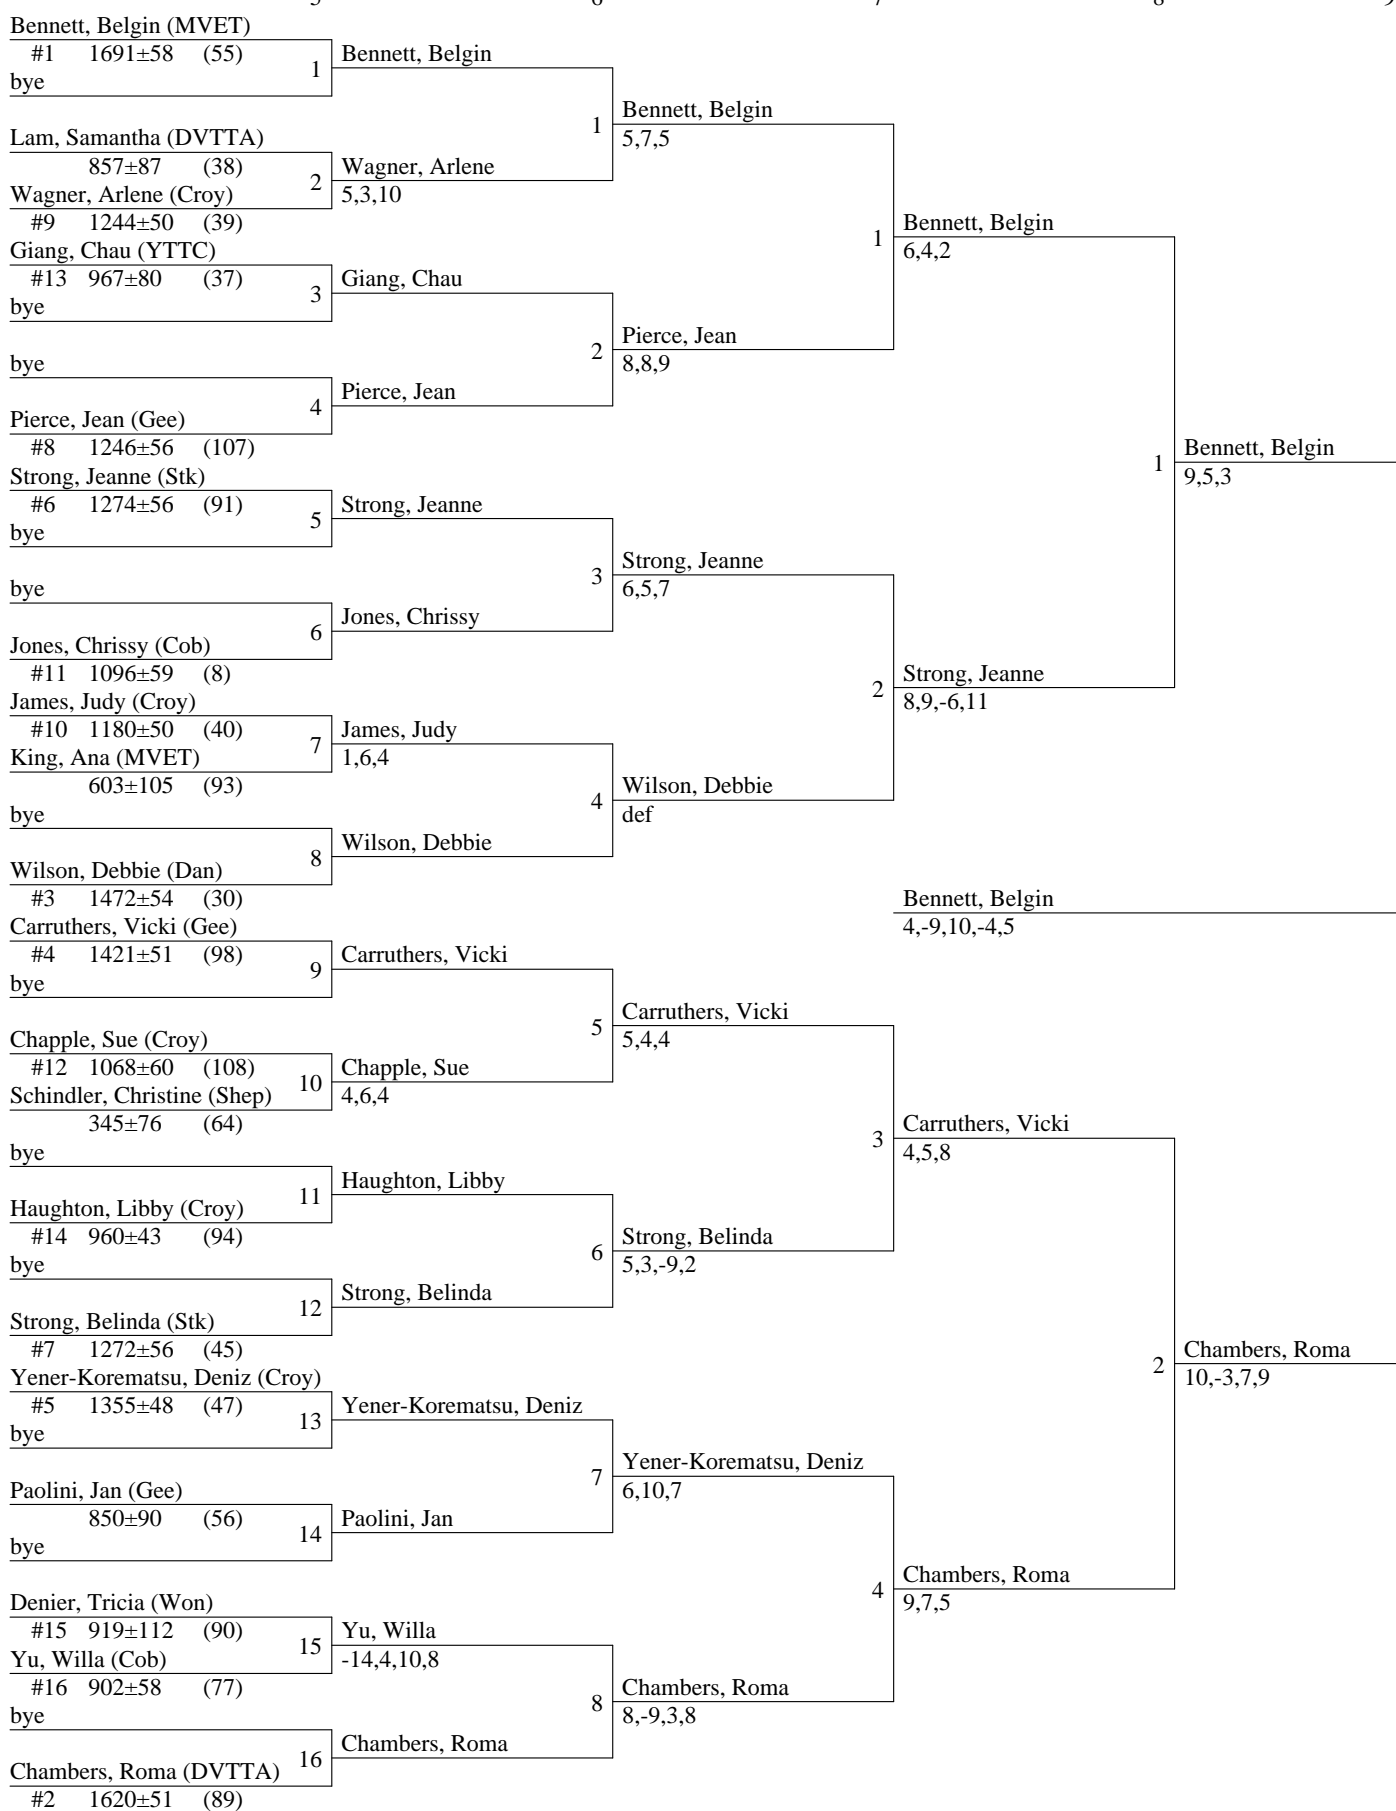 Bennett, Belgin (MVET)
#1 1691±58 (55)
bye
Lam, Samantha (DVTTA)
857±87 (38)
Wagner, Arlene (Croy)
#9 1244±50 (39)
Giang, Chau (YTTC)
#13 967±80 (37)
bye
bye
Pierce, Jean (Gee)
#8 1246±56 (107)
Strong, Jeanne (Stk)
#6 1274±56 (91)
bye
bye
Jones, Chrissy (Cob)
#11 1096±59 (8)
James, Judy (Croy)
#10 1180±50 (40)
King, Ana (MVET)
603±105 (93)
bye
Wilson, Debbie (Dan)
#3 1472±54 (30)
Carruthers, Vicki (Gee)
#4 1421±51 (98)
bye
Chapple, Sue (Croy)
#12 1068±60 (108)
Schindler, Christine (Shep)
345±76 (64)
bye
Haughton, Libby (Croy)
#14 960±43 (94)
bye
Strong, Belinda (Stk)
#7 1272±56 (45)
Yener-Korematsu, Deniz (Croy)
#5 1355±48 (47)
bye
Paolini, Jan (Gee)
850±90 (56)
bye
Denier, Tricia (Won)
#15 919±112 (90)
Yu, Willa (Cob)
#16 902±58 (77)
bye
Chambers, Roma (DVTTA)
#2 1620±51 (89)
1 Bennett, Belgin
2 Wagner, Arlene
5,3,10
3 Giang, Chau
4 Pierce, Jean
5 Strong, Jeanne
6 Jones, Chrissy
7 James, Judy
1,6,4
8 Wilson, Debbie
9 Carruthers, Vicki
10 Chapple, Sue
4,6,4
11 Haughton, Libby
12 Strong, Belinda
13 Yener-Korematsu, Deniz
14 Paolini, Jan
15 Yu, Willa
-14,4,10,8
16 Chambers, Roma
1 Bennett, Belgin
5,7,5
2 Pierce, Jean
8,8,9
3 Strong, Jeanne
6,5,7
4 Wilson, Debbie
def
5 Carruthers, Vicki
5,4,4
6 Strong, Belinda
5,3,-9,2
7 Yener-Korematsu, Deniz
6,10,7
8 Chambers, Roma
8,-9,3,8
1 Bennett, Belgin
6,4,2
2 Strong, Jeanne
8,9,-6,11
Bennett, Belgin
4,-9,10,-4,5
3 Carruthers, Vicki
4,5,8
4 Chambers, Roma
9,7,5
1 Bennett, Belgin
9,5,3
2 Chambers, Roma
10,-3,7,9